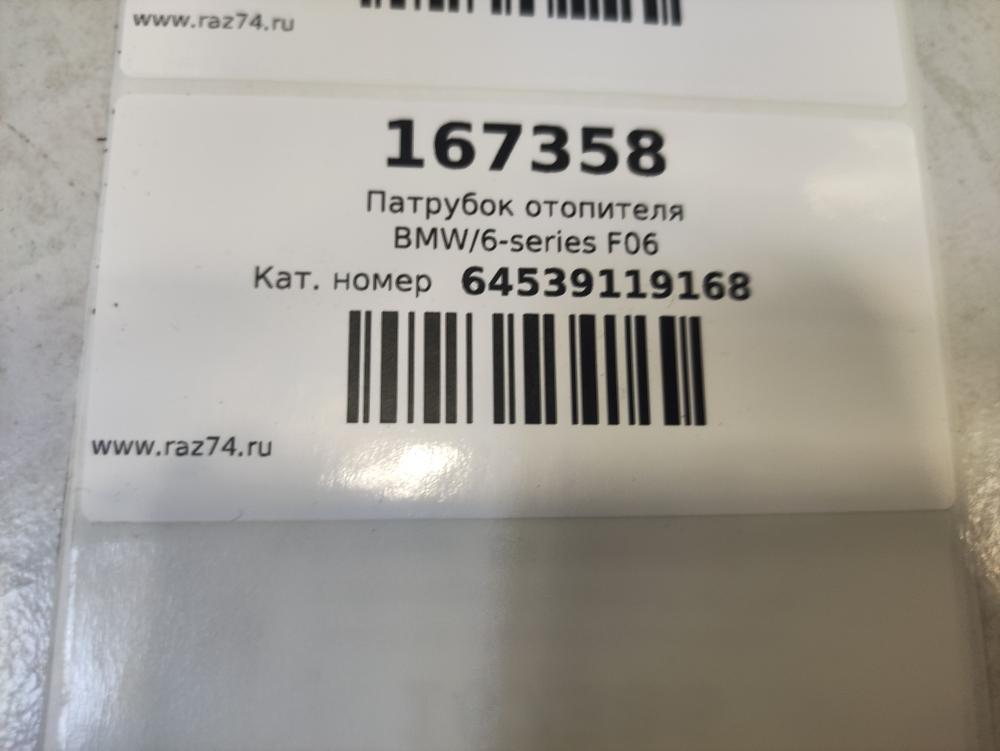 www.raz74.ru
167358
Патрубок отопителя
BMW/6-series F06
Кат. номер 64539119168
www.raz74.ru